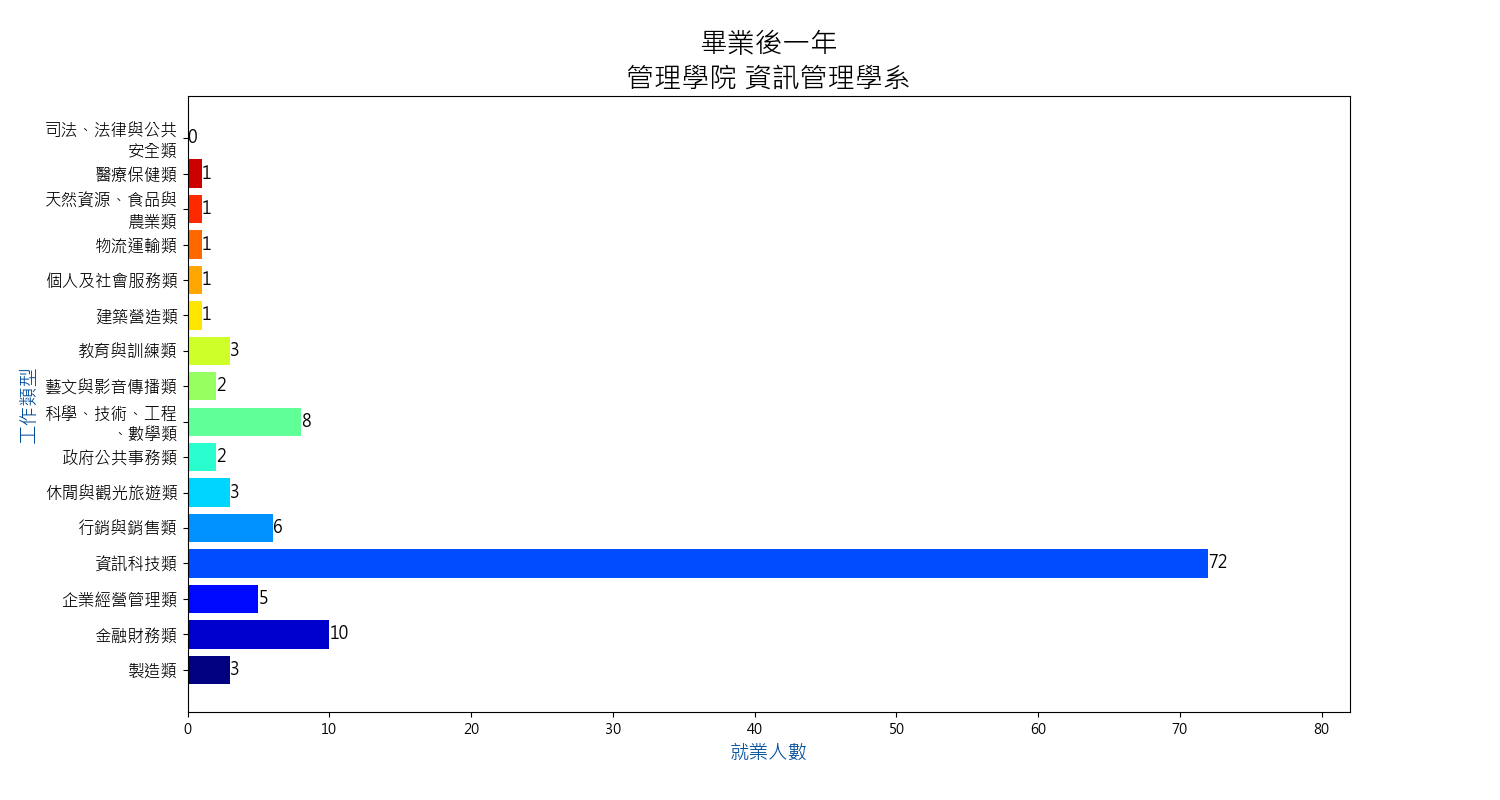 畢業後一年
管理學院 資訊管理學系
司法、法律與公共
安全類
0
醫療保健類
1
天然資源、食品與
農業類
1
物流運輸類
1
個人及社會服務類
1
建築營造類
1
教育與訓練類
3
藝文與影音傳播類
2
科學、技術、工程
、數學類
8
政府公共事務類
2
休閒與觀光旅遊類
3
行銷與銷售類
6
資訊科技類
72
企業經營管理類
5
金融財務類
10
製造類
3
工作類型
0 10 20 30 40 50 60 70 80
就業人數